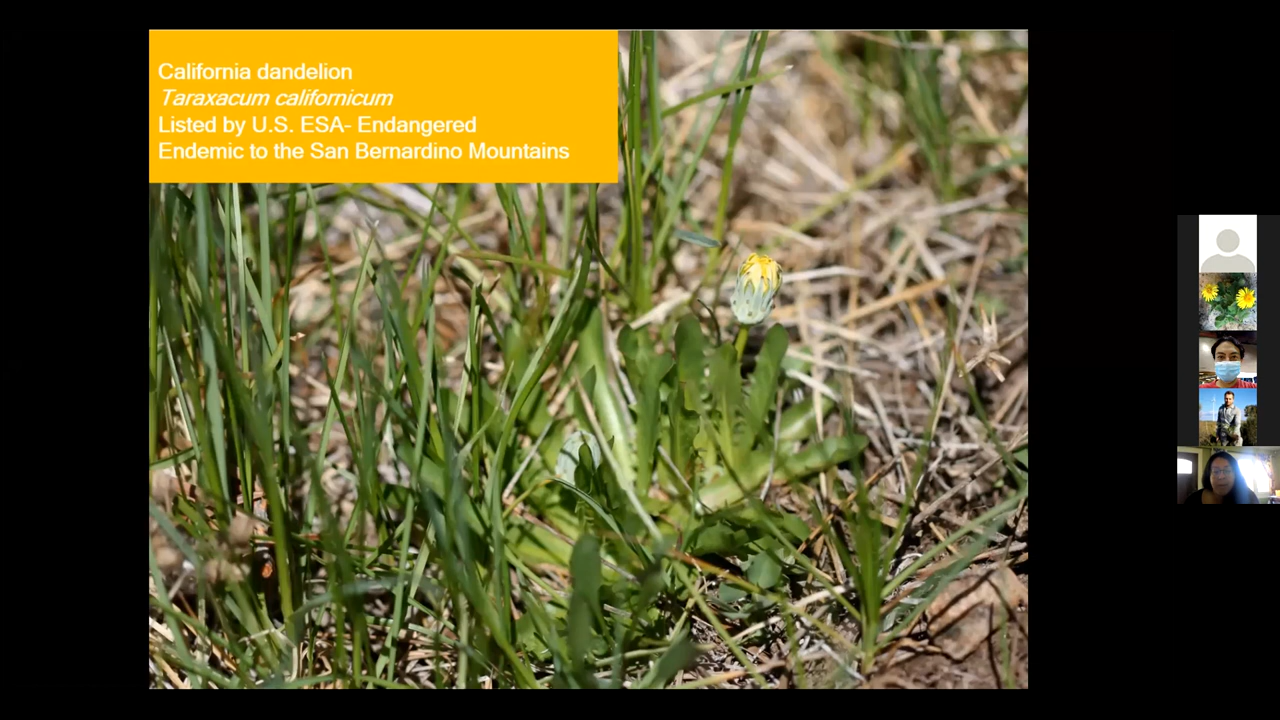 California dandelion
Taraxacum californicum
Listed by U.S. ESA- Endangered
Endemic to the San Bernardino Mountains